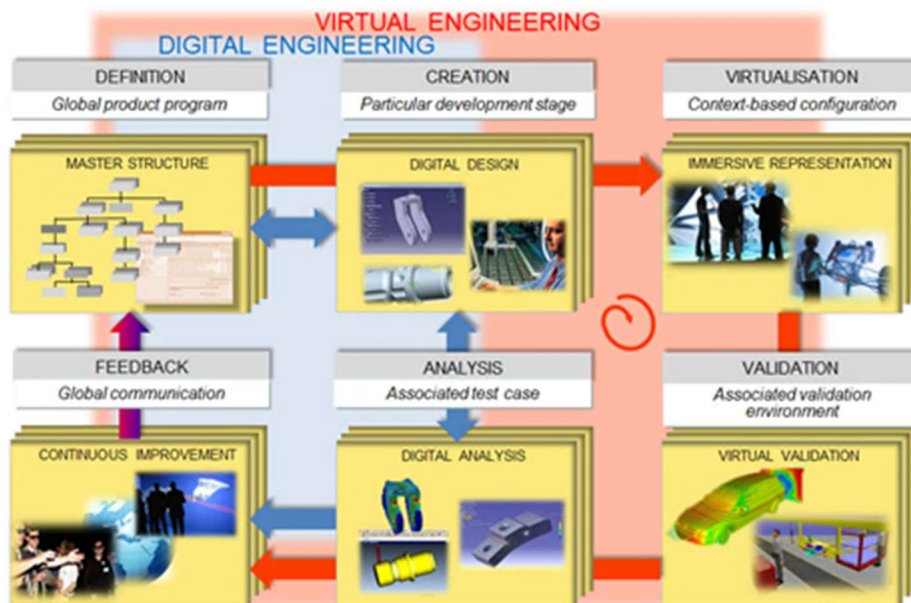 VIRTUAL ENGINEERING
DIGITAL ENGINEERING
DEFINITION
Global product program
MASTER STRUCTURE
CREATION
Particular development stage
DIGITAL DESIGN
VIRTUALISATION
Context-based configuration
IMMERSIVE REPRESENTATION
FEEDBACK
Global communication
CONTINUOUS IMPROVEMENT
ANALYSIS
Associated test case
DIGITAL ANALYSIS
VALIDATION
Associated validation
environment
VIRTUAL VALIDATION